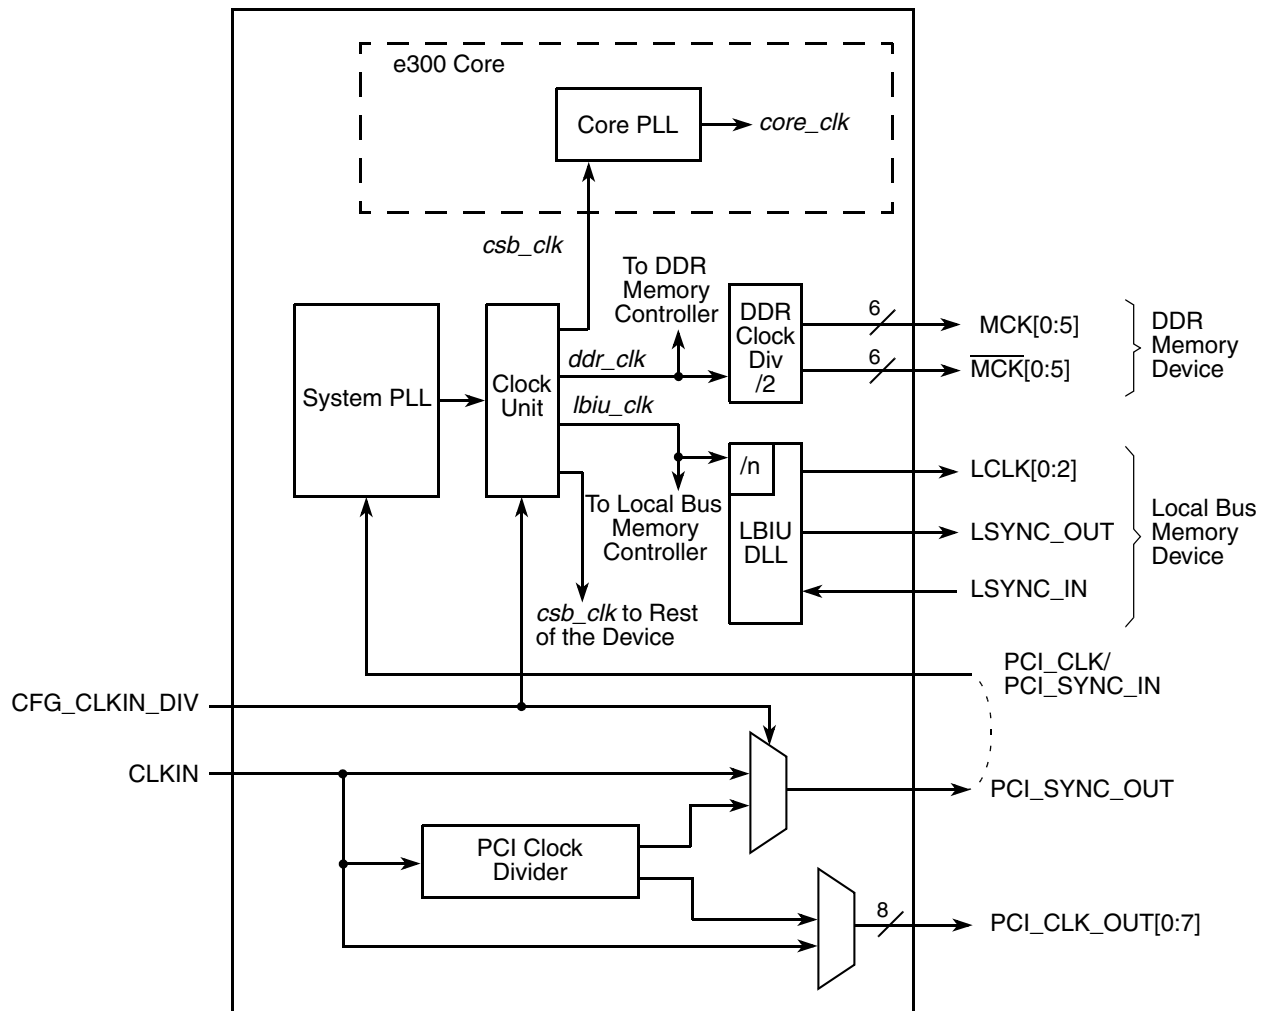 e300 Core
Core PLL
core_clk
csb_clk
To DDR
Memory
Controller
DDR
Clock
Div
/2
6
MCK[0:5]
6
M̅C̅K̅[0:5]
DDR
Memory
Device
System PLL
Clock
Unit
ddr_clk
lbiu_clk
/n
LBIU
DLL
To Local Bus
Memory
Controller
LCLK[0:2]
LSYNC_OUT
LSYNC_IN
Local Bus
Memory
Device
csb_clk to Rest
of the Device
PCI_CLK/
PCI_SYNC_IN
CFG_CLKIN_DIV
CLKIN
PCI_SYNC_OUT
PCI Clock
Divider
8
PCI_CLK_OUT[0:7]